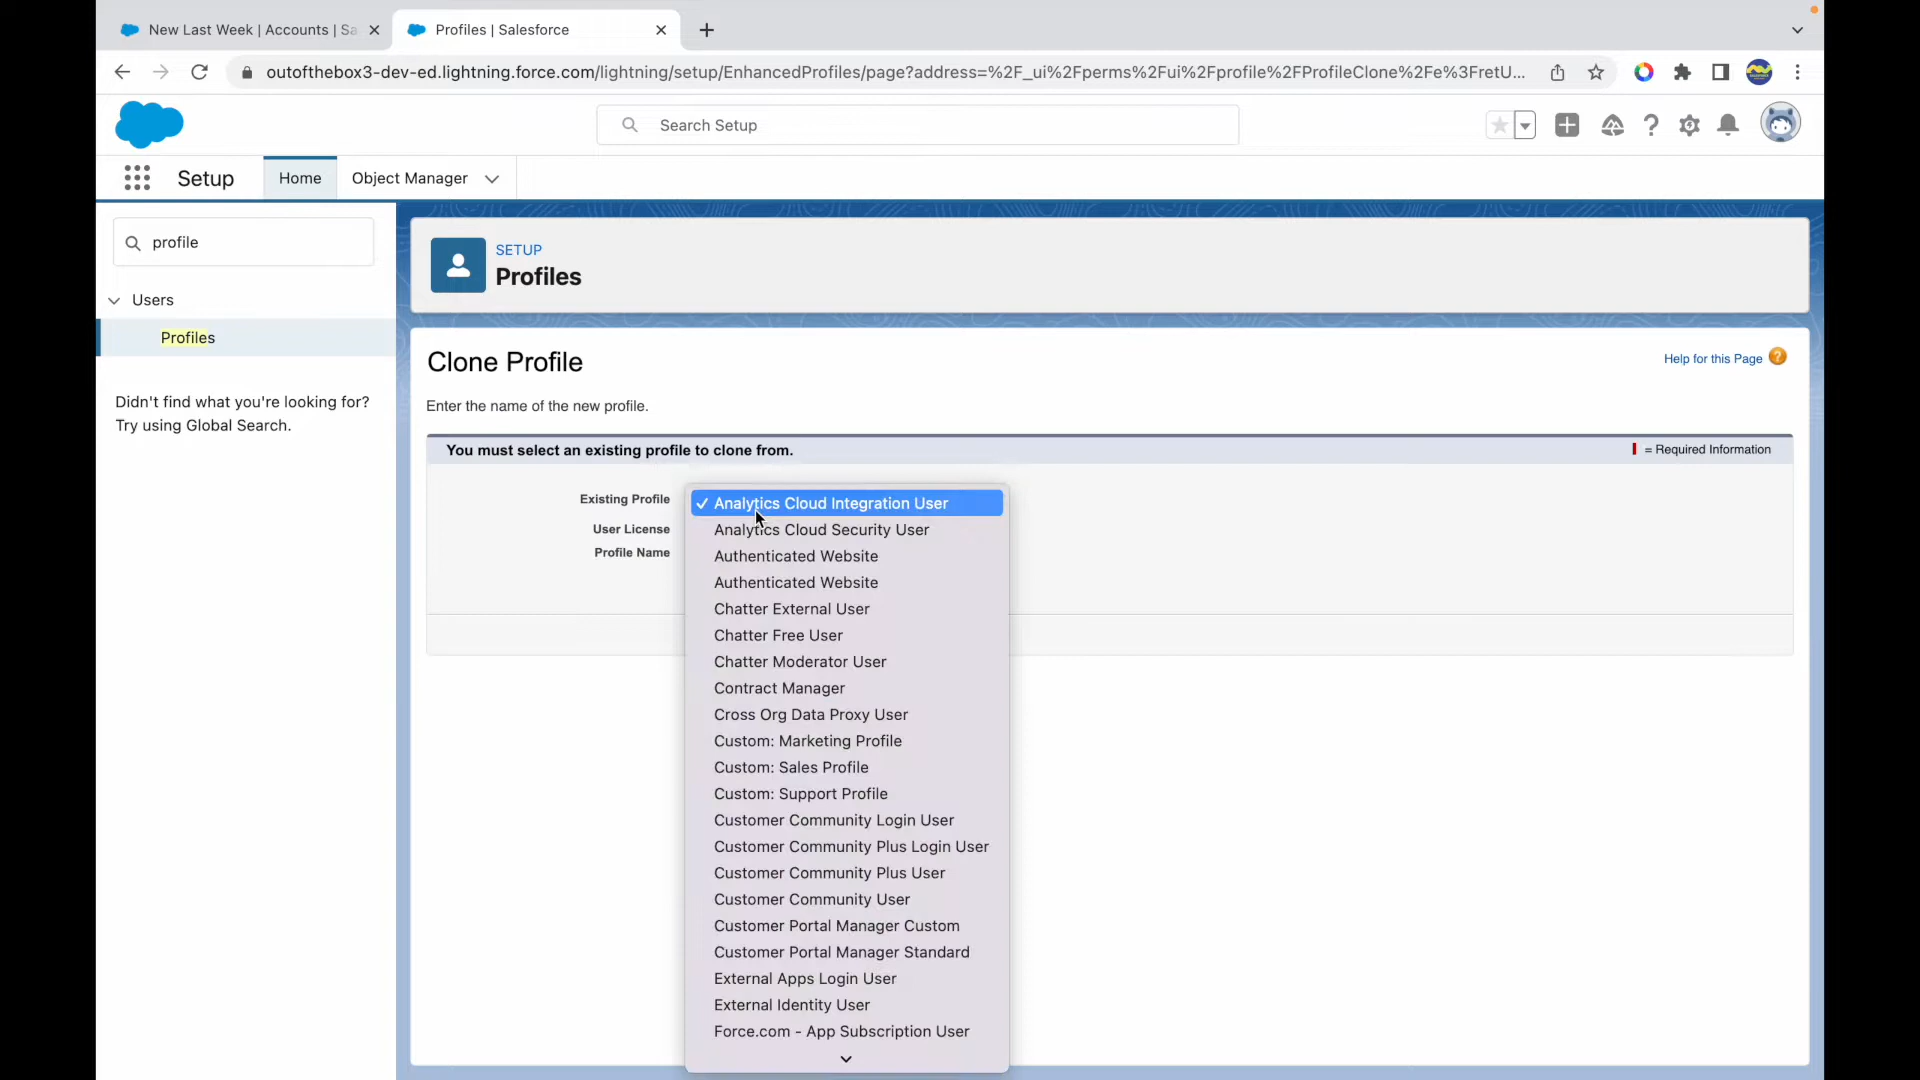 New Last Week | Accounts | Sa
Profiles | Salesforce
outofthebox3-dev-ed.lightning.force.com/lightning/setup/EnhancedProfiles/page?address=%2F_ui%2Fperms%2Fui%2Fprofile%2FProfileClone%2Fe%3FretU...
Search Setup
Setup
Home
Object Manager
profile
Users
Profiles
Didn't find what you're looking for?
Try using Global Search.
SETUP
Profiles
Clone Profile
Help for this Page
Enter the name of the new profile.
You must select an existing profile to clone from.
= Required Information
Existing Profile
User License
Profile Name
Analytics Cloud Integration User
Analytics Cloud Security User
Authenticated Website
Authenticated Website
Chatter External User
Chatter Free User
Chatter Moderator User
Contract Manager
Cross Org Data Proxy User
Custom: Marketing Profile
Custom: Sales Profile
Custom: Support Profile
Customer Community Login User
Customer Community Plus Login User
Customer Community Plus User
Customer Community User
Customer Portal Manager Custom
Customer Portal Manager Standard
External Apps Login User
External Identity User
Force.com - App Subscription User